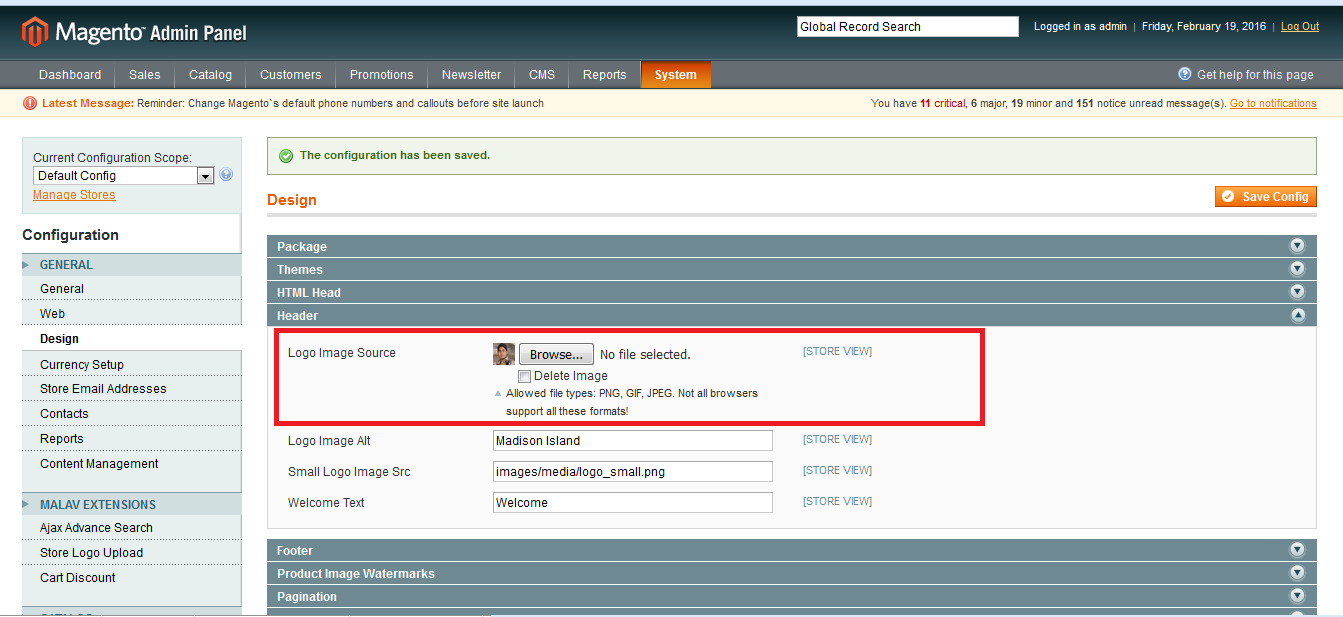 Magento™ Admin Panel
Global Record Search
Logged in as admin | Friday, February 19, 2016 | Log Out
Dashboard
Sales
Catalog
Customers
Promotions
Newsletter
CMS
Reports
System
Get help for this page
Latest Message: Reminder: Change Magento`s default phone numbers and callouts before site launch
You have 11 critical, 6 major, 19 minor and 151 notice unread message(s). Go to notifications
Current Configuration Scope:
Default Config
Manage Stores
Configuration
GENERAL
General
Web
Design
Currency Setup
Store Email Addresses
Contacts
Reports
Content Management
MALAV EXTENSIONS
Ajax Advance Search
Store Logo Upload
Cart Discount
The configuration has been saved.
Design
Save Config
Package
Themes
HTML Head
Header
Logo Image Source
Browse... No file selected.
[STORE VIEW]
Delete Image
Allowed file types: PNG, GIF, JPEG. Not all browsers
support all these formats!
Logo Image Alt
Madison Island
[STORE VIEW]
Small Logo Image Src
images/media/logo_small.png
[STORE VIEW]
Welcome Text
Welcome
[STORE VIEW]
Footer
Product Image Watermarks
Pagination